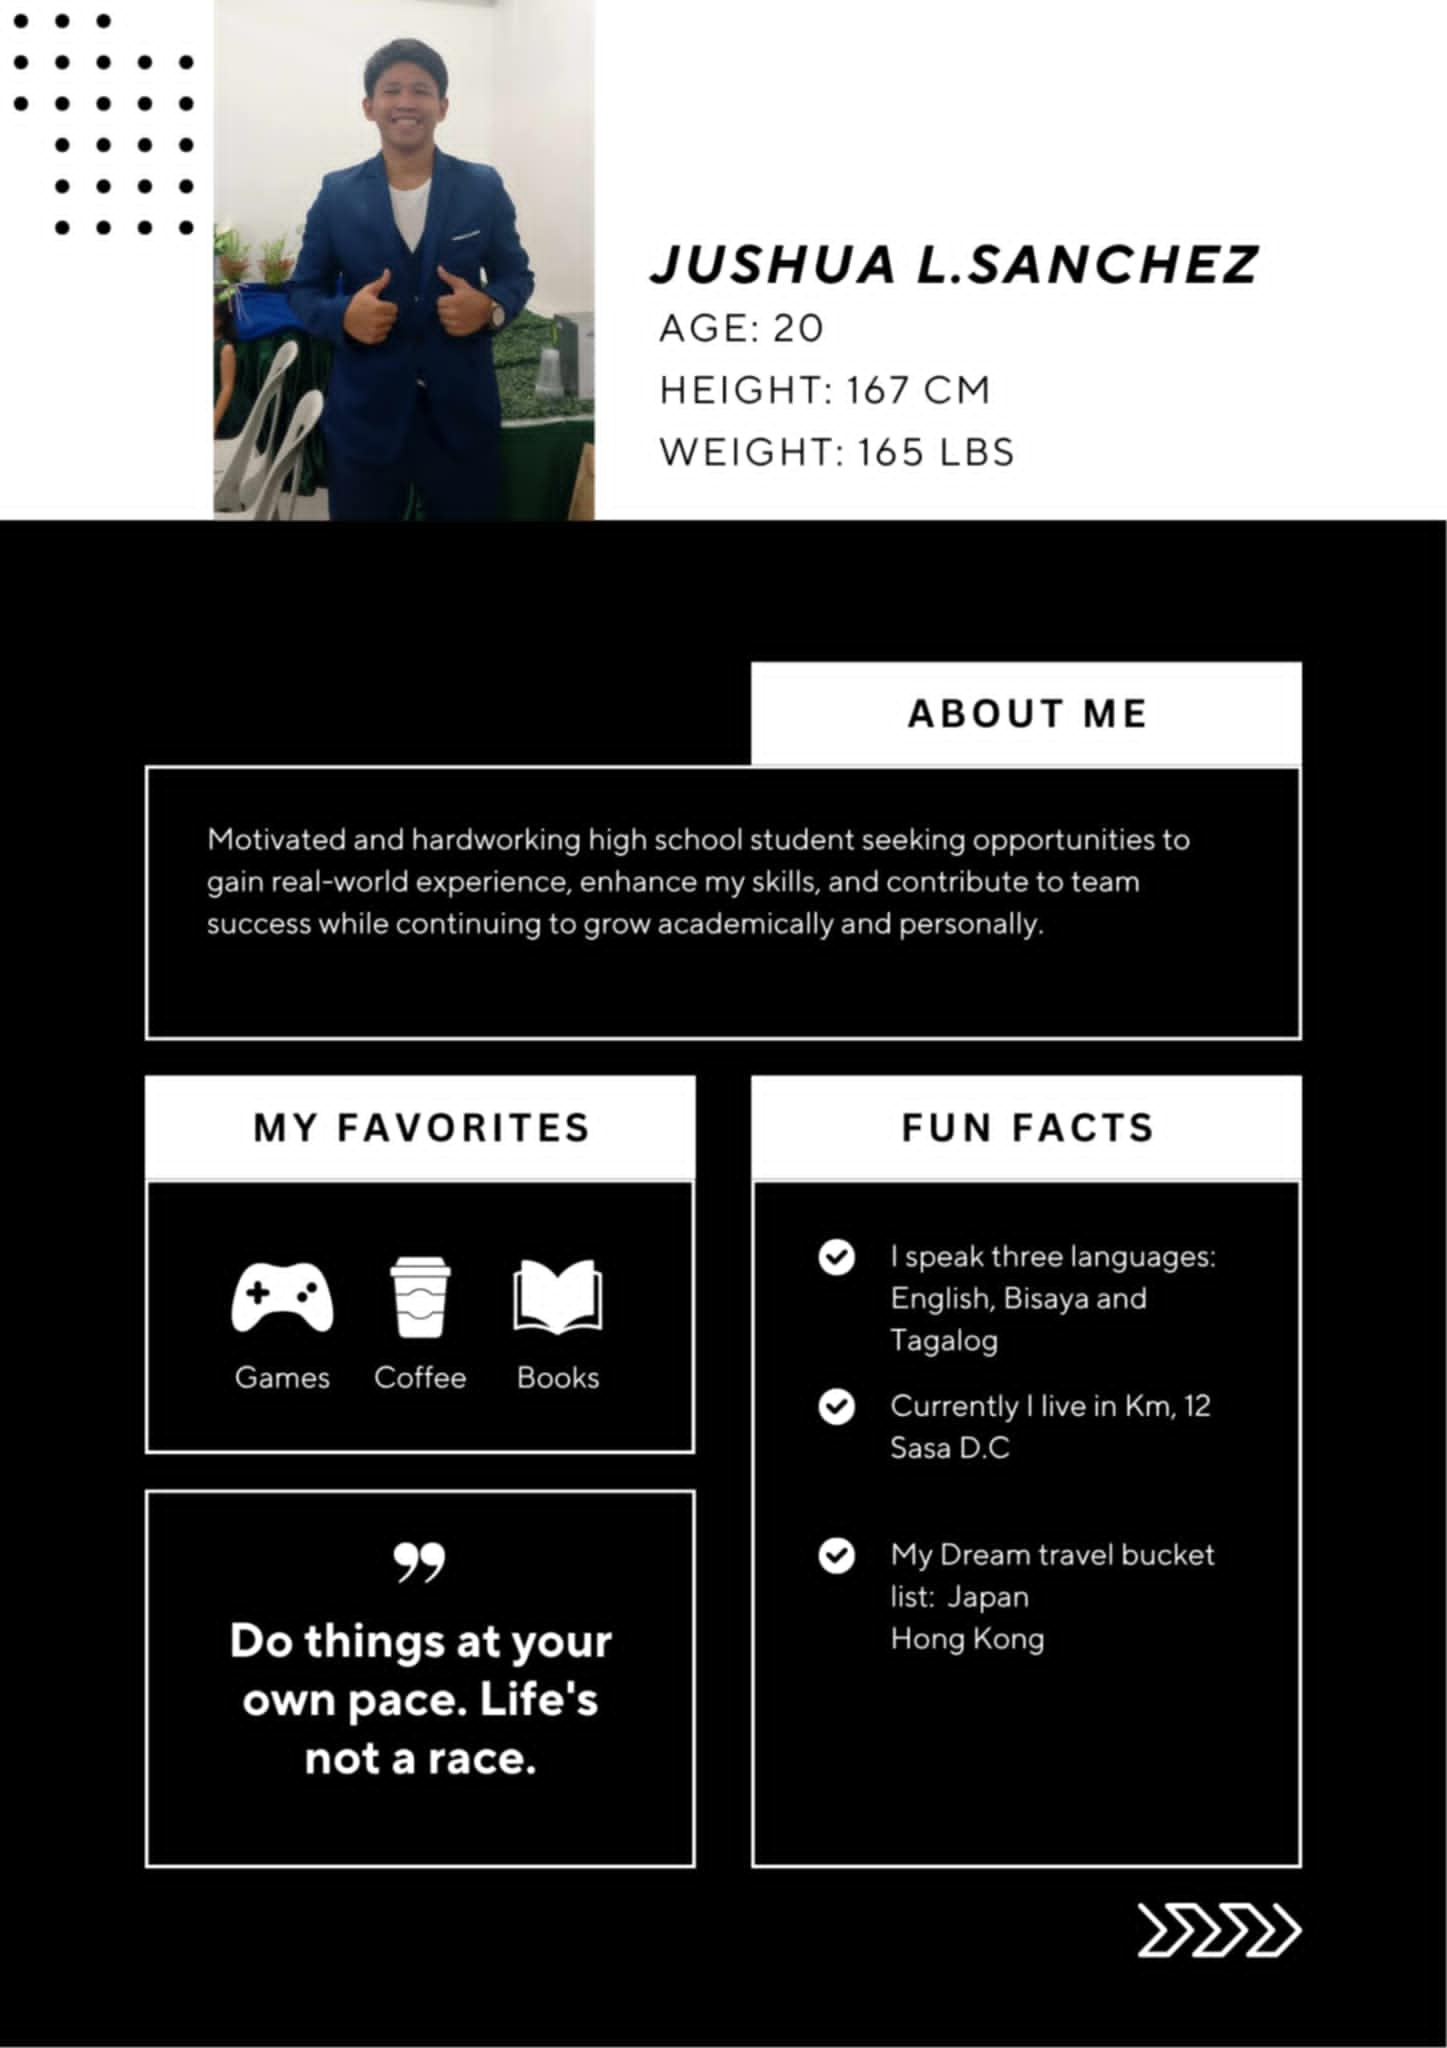 JUSHUA L.SANCHEZ
AGE: 20
HEIGHT: 167 CM
WEIGHT: 165 LBS
ABOUT ME
Motivated and hardworking high school student seeking opportunities to
gain real-world experience, enhance my skills, and contribute to team
success while continuing to grow academically and personally.
MY FAVORITES
Games
Coffee
Books
”
Do things at your
own pace. Life's
not a race.
FUN FACTS
I speak three languages:
English, Bisaya and
Tagalog
Currently I live in Km, 12
Sasa D.C
My Dream travel bucket
list:  Japan
Hong Kong